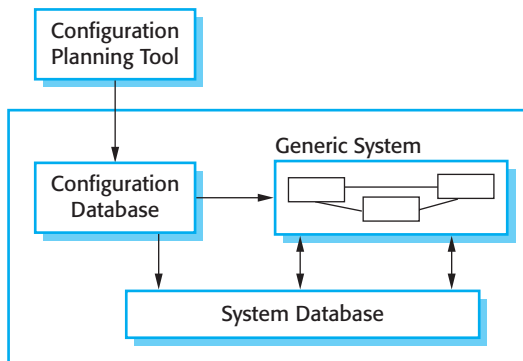 Configuration
Planning Tool
Generic System
Configuration
Database
System Database